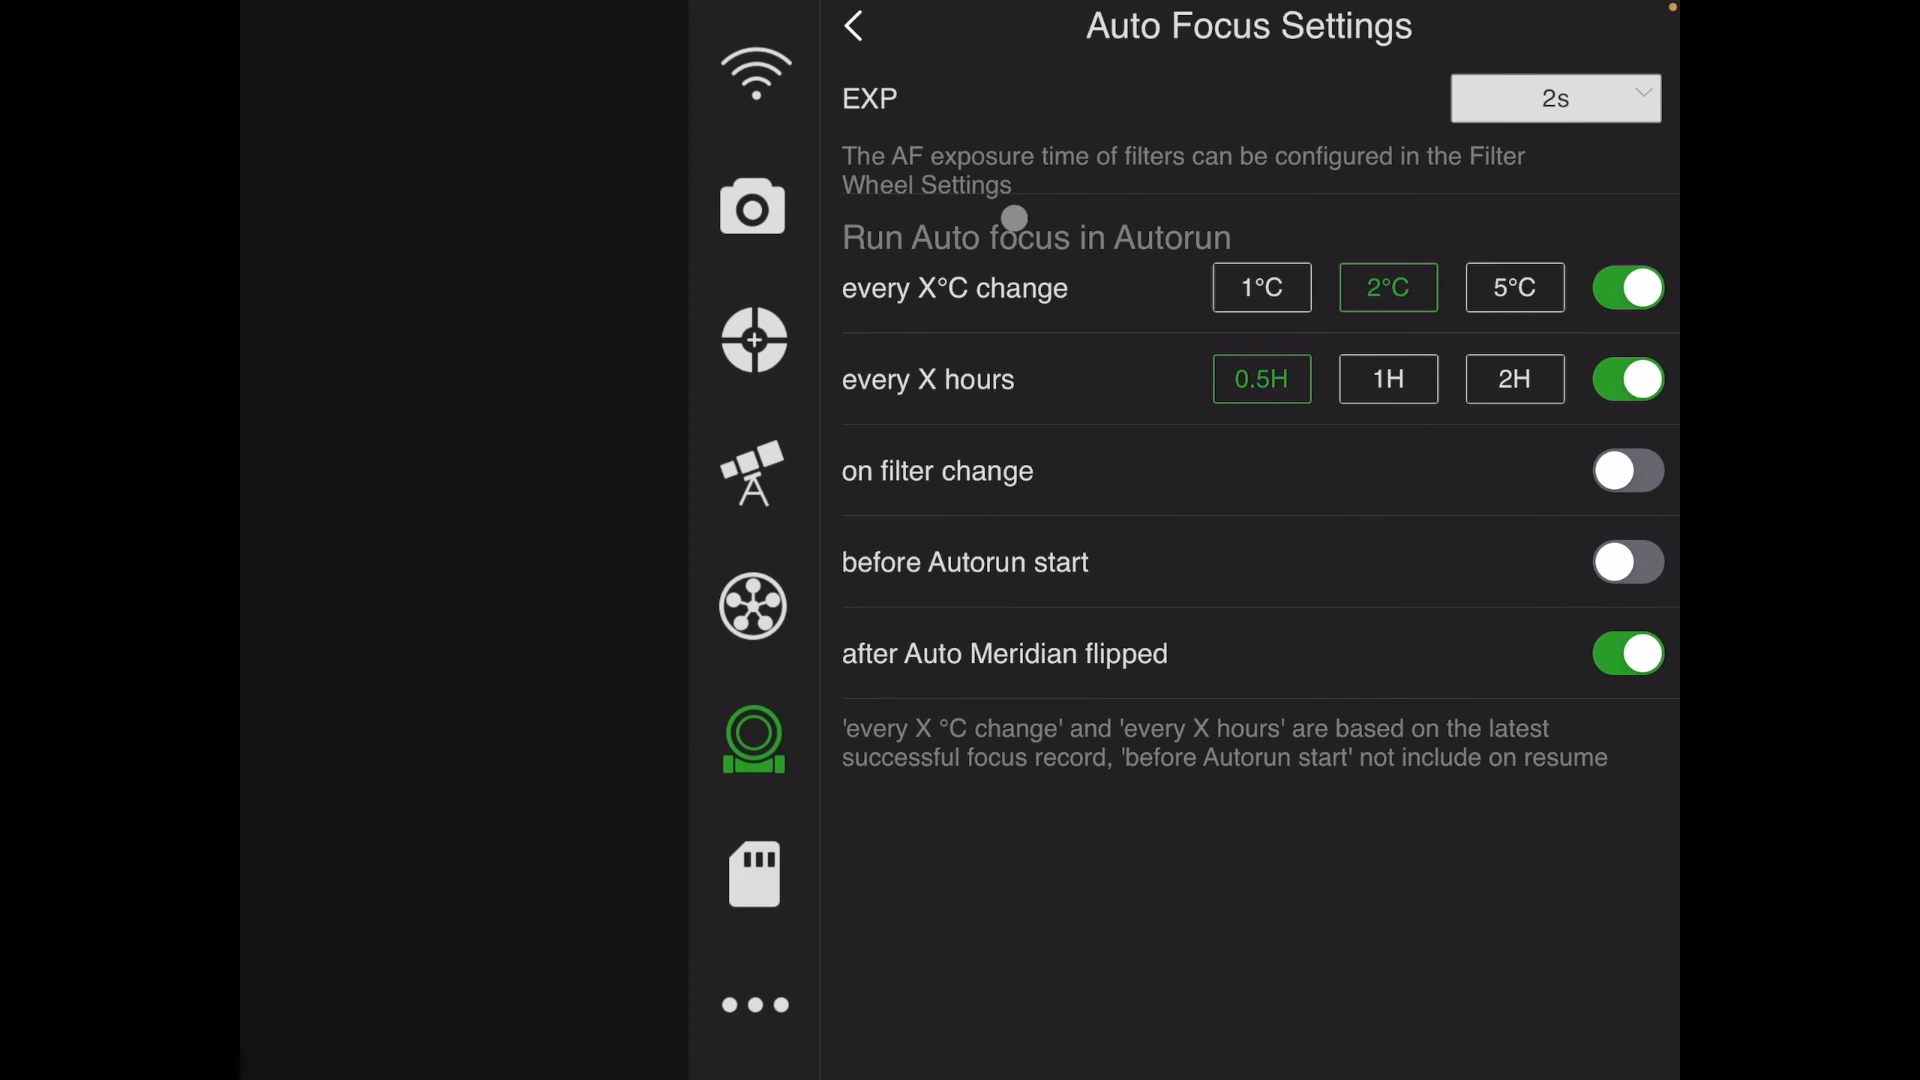 Auto Focus Settings
EXP
2s
The AF exposure time of filters can be configured in the Filter
Wheel Settings
Run Auto focus in Autorun
every X°C change
1°C
2°C
5°C
every X hours
0.5H
1H
2H
on filter change
before Autorun start
after Auto Meridian flipped
'every X °C change' and 'every X hours' are based on the latest
successful focus record, 'before Autorun start' not include on resume